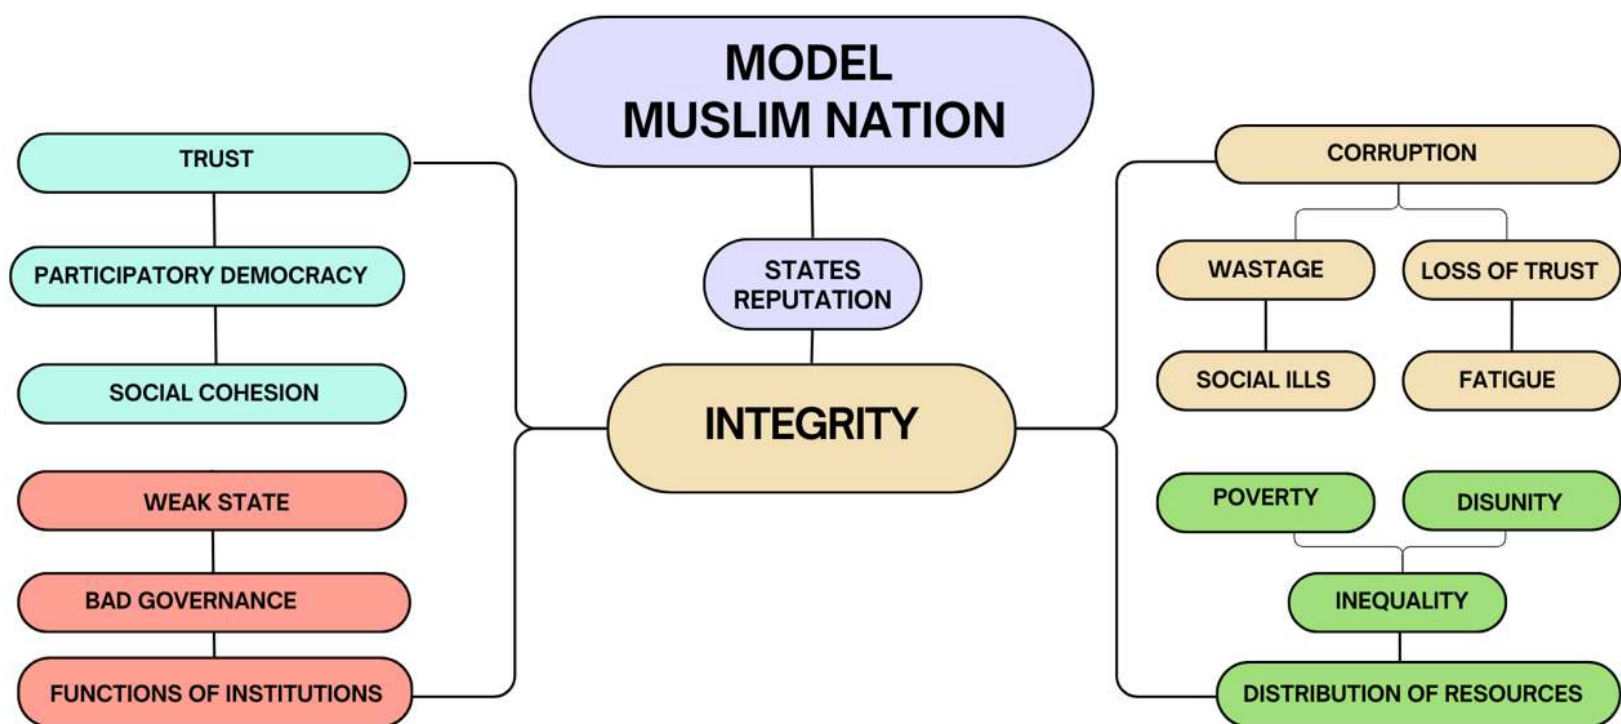 MODEL
MUSLIM NATION
TRUST
PARTICIPATORY DEMOCRACY
SOCIAL COHESION
WEAK STATE
BAD GOVERNANCE
FUNCTIONS OF INSTITUTIONS
STATES
REPUTATION
INTEGRITY
CORRUPTION
WASTAGE
LOSS OF TRUST
SOCIAL ILLS
FATIGUE
POVERTY
DISUNITY
INEQUALITY
DISTRIBUTION OF RESOURCES